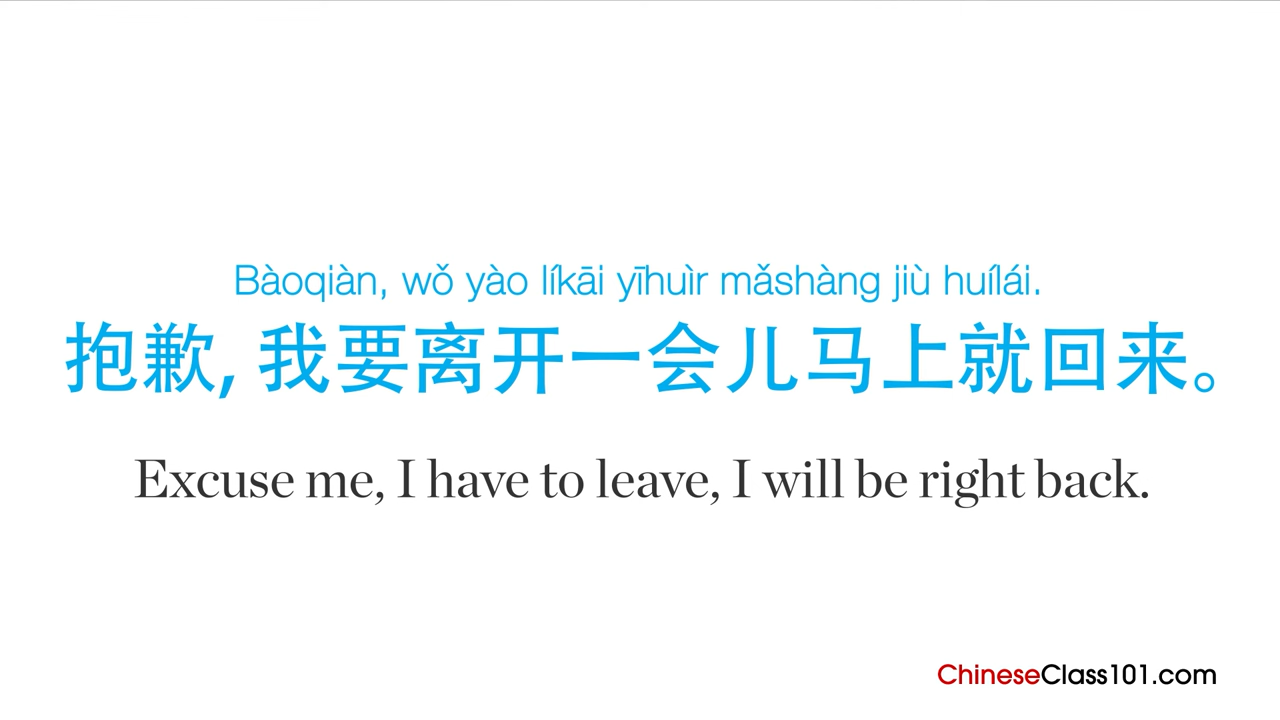 Bàoqiàn, wǒ yào líkāi yīhuìr mǎshàng jiù huílái.
抱歉, 我要离开一会儿马上就回来。
Excuse me, I have to leave, I will be right back.
ChineseClass101.com